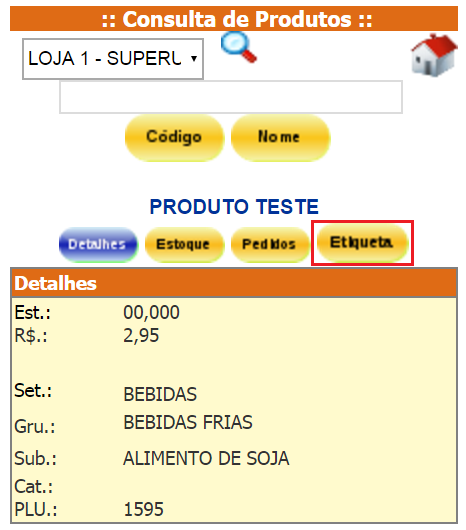 :: Consulta de Produtos ::
LOJA 1 - SUPERU
Código Nome
PRODUTO TESTE
Detalhes Estoque Pedidos Etiqueta
Detalhes
Est.: 00,000
R$.: 2,95
Set.: BEBIDAS
Gru.: BEBIDAS FRIAS
Sub.: ALIMENTO DE SOJA
Cat.:
PLU.: 1595